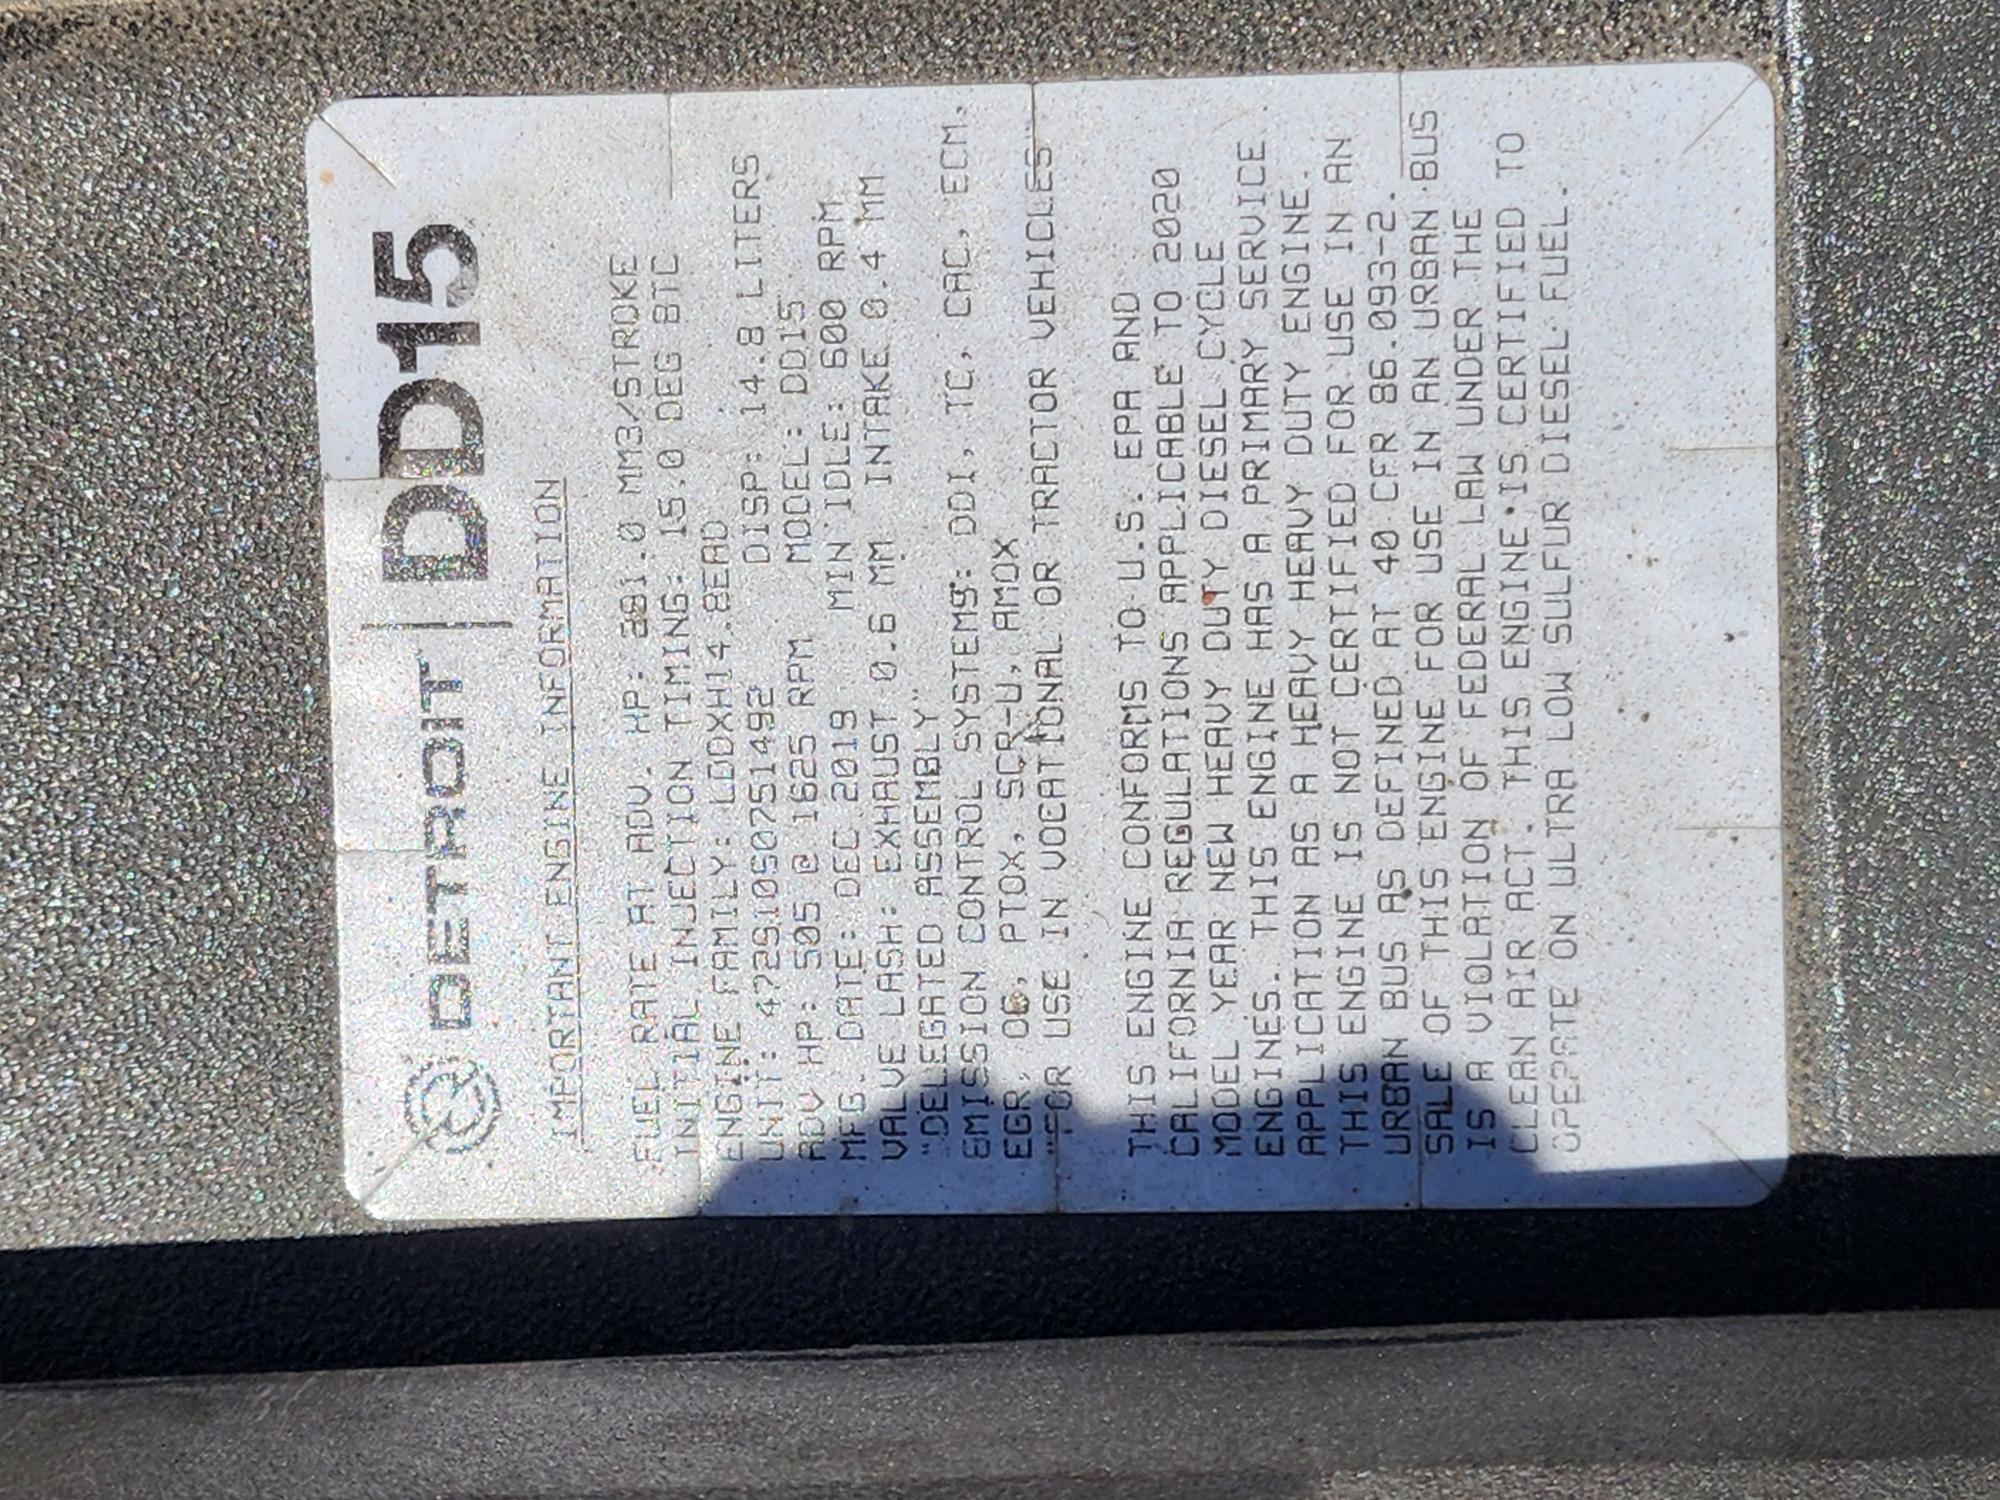 DETROIT DD15
IMPORTANT ENGINE INFORMATION
FUEL RATE AT ADV. HP: 281.0 MM3/STROKE
INITIAL INJECTION TIMING: 15.0 DEG BTC
ENGINE FAMILY: LDDXH14.8EAD
UNIT: 472910S0751492 DISP: 14.8 LITERS
ADV HP: 505 @ 1625 RPM MODEL: DD15
MFG. DATE: DEC 2019 MIN IDLE: 600 RPM
VALVE LASH: EXHAUST 0.6 MM INTAKE 0.4 MM
"DELEGATED ASSEMBLY"
EMISSION CONTROL SYSTEMS: DDI, TC, CAC, ECM,
EGR, OC, PTOX, SCR-U, AMOX
"FOR USE IN VOCATIONAL OR TRACTOR VEHICLES"
THIS ENGINE CONFORMS TO U.S. EPA AND
CALIFORNIA REGULATIONS APPLICABLE TO 2020
MODEL YEAR NEW HEAVY DUTY DIESEL CYCLE
ENGINES. THIS ENGINE HAS A PRIMARY SERVICE
APPLICATION AS A HEAVY HEAVY DUTY ENGINE.
THIS ENGINE IS NOT CERTIFIED FOR USE IN AN
URBAN BUS AS DEFINED AT 40 CFR 86.093-2.
SALE OF THIS ENGINE FOR USE IN AN URBAN BUS
IS A VIOLATION OF FEDERAL LAW UNDER THE
CLEAN AIR ACT. THIS ENGINE IS CERTIFIED TO
OPERATE ON ULTRA LOW SULFUR DIESEL FUEL.